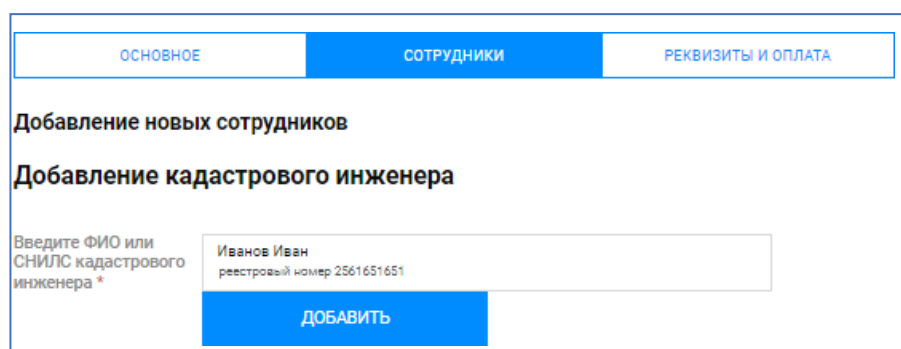 ОСНОВНОЕ СОТРУДНИКИ РЕКВИЗИТЫ И ОПЛАТА
Добавление новых сотрудников
Добавление кадастрового инженера
Введите ФИО или
СНИЛС кадастрового
инженера *
Иванов Иван
реестровый номер 2561651651
ДОБАВИТЬ